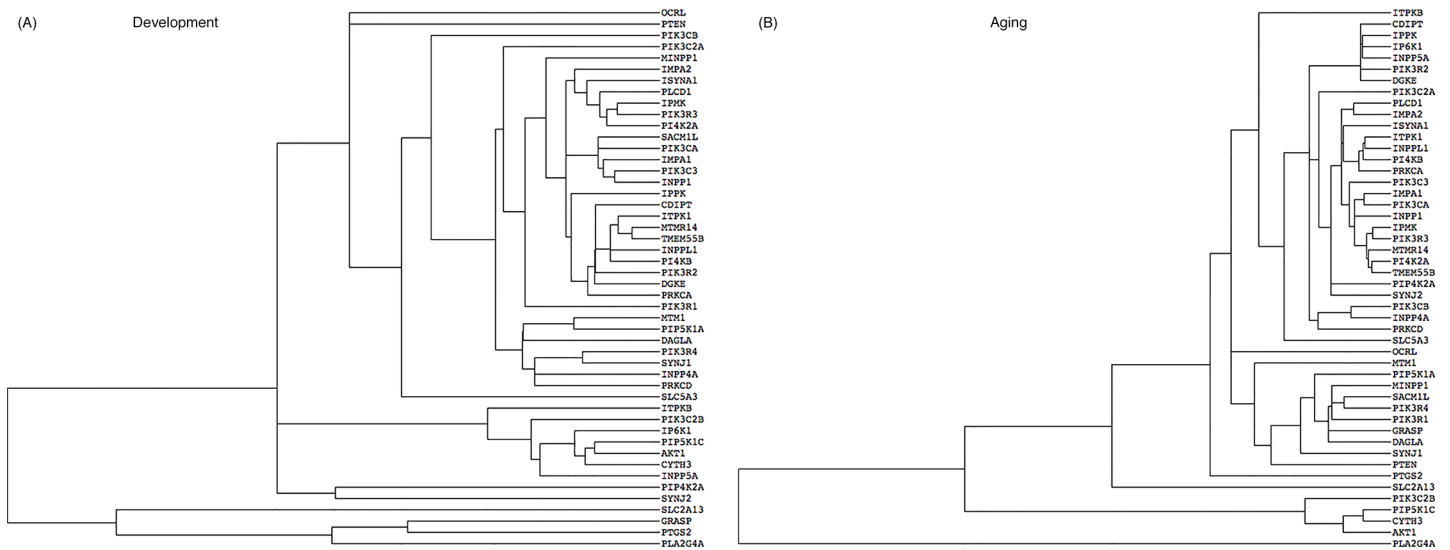 (A)
Development
OCRL
PTEN
PIK3CB
PIK3C2A
MINPP1
IMPA2
ISYNA1
PLCD1
IPMK
PIK3R3
PI4K2A
SACM1L
PIK3CA
IMPA1
PIK3C3
INPP1
IPPK
CDIPT
ITPK1
MTMR14
TMEM55B
INPPL1
PI4KB
PIK3R2
DGKE
PRKCA
PIK3R1
MTM1
PIP5K1A
DAGLA
PIK3R4
SYNJ1
INPP4A
PRKCD
SLC5A3
ITPKB
PIK3C2B
IP6K1
PIP5K1C
AKT1
CYTH3
INPP5A
PIP4K2A
SYNJ2
SLC2A13
GRASP
PTGS2
PLA2G4A
(B)
Aging
ITPKB
CDIPT
IPPK
IP6K1
INPP5A
PIK3R2
DGKE
PIK3C2A
PLCD1
IMPA2
ISYNA1
ITPK1
INPPL1
PI4KB
PRKCA
PIK3C3
IMPA1
PIK3CA
INPP1
IPMK
PIK3R3
MTMR14
PI4K2A
TMEM55B
PIP4K2A
SYNJ2
PIK3CB
INPP4A
PRKCD
SLC5A3
OCRL
MTM1
PIP5K1A
MINPP1
SACM1L
PIK3R4
PIK3R1
GRASP
DAGLA
SYNJ1
PTEN
PTGS2
SLC2A13
PIK3C2B
PIP5K1C
CYTH3
AKT1
PLA2G4A